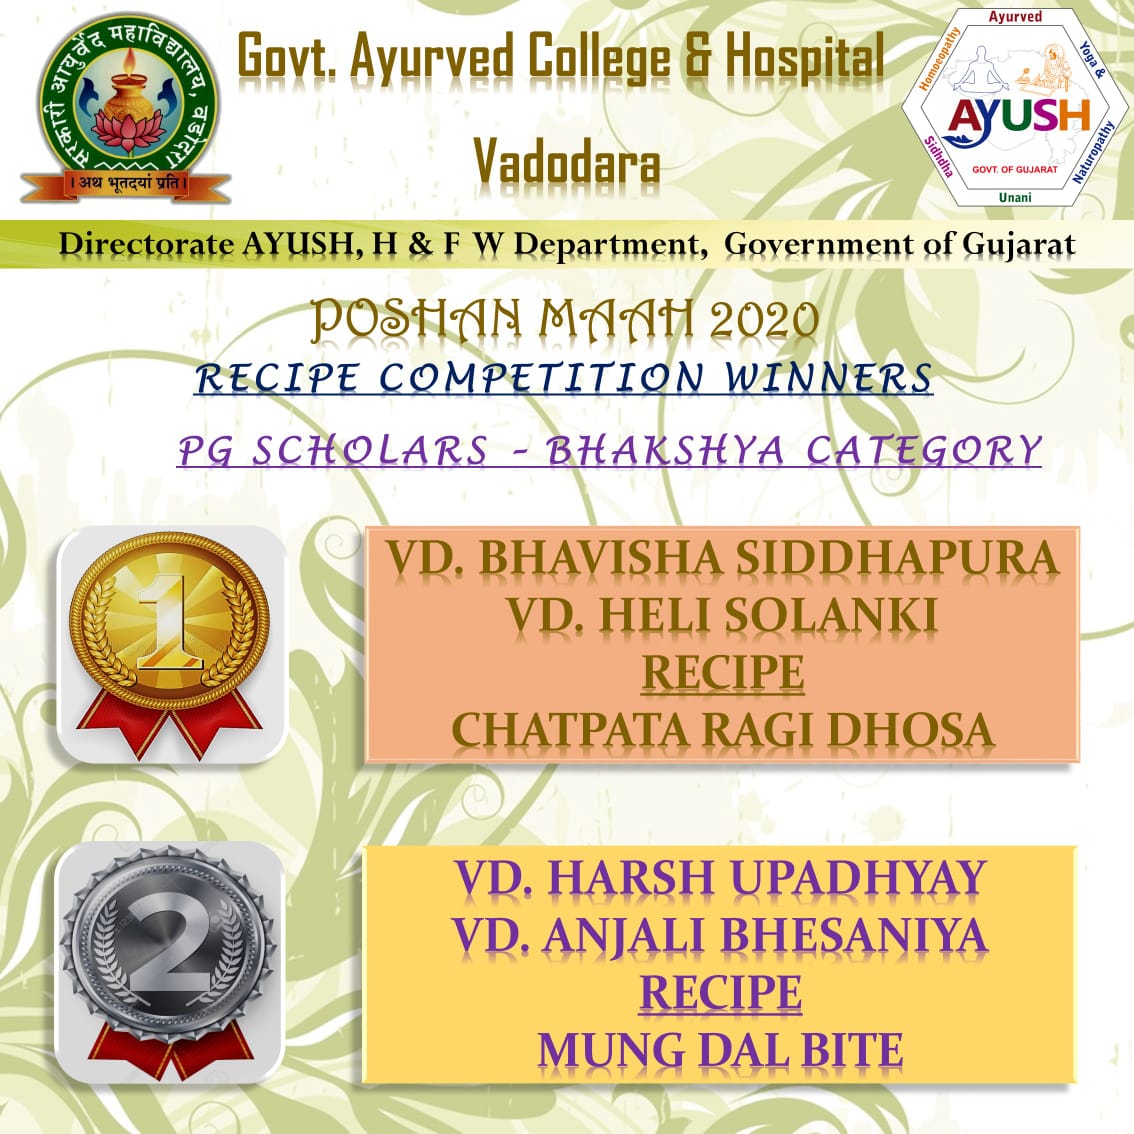 सरकारी आयुर्वेद महाविद्यालय, वडोदरा
। अथ भूतदयां प्रति ।
Govt. Ayurved College & Hospital
Vadodara
Ayurved
Yoga &
Naturopathy
Unani
Sidhdha
Homoeopathy
AYUSH
GOVT. OF GUJARAT
Directorate AYUSH, H & F W Department, Government of Gujarat
POSHAN MAAH 2020
RECIPE COMPETITION WINNERS
PG SCHOLARS - BHAKSHYA CATEGORY
1
VD. BHAVISHA SIDDHAPURA
VD. HELI SOLANKI
RECIPE
CHATPATA RAGI DHOSA
2
VD. HARSH UPADHYAY
VD. ANJALI BHESANIYA
RECIPE
MUNG DAL BITE